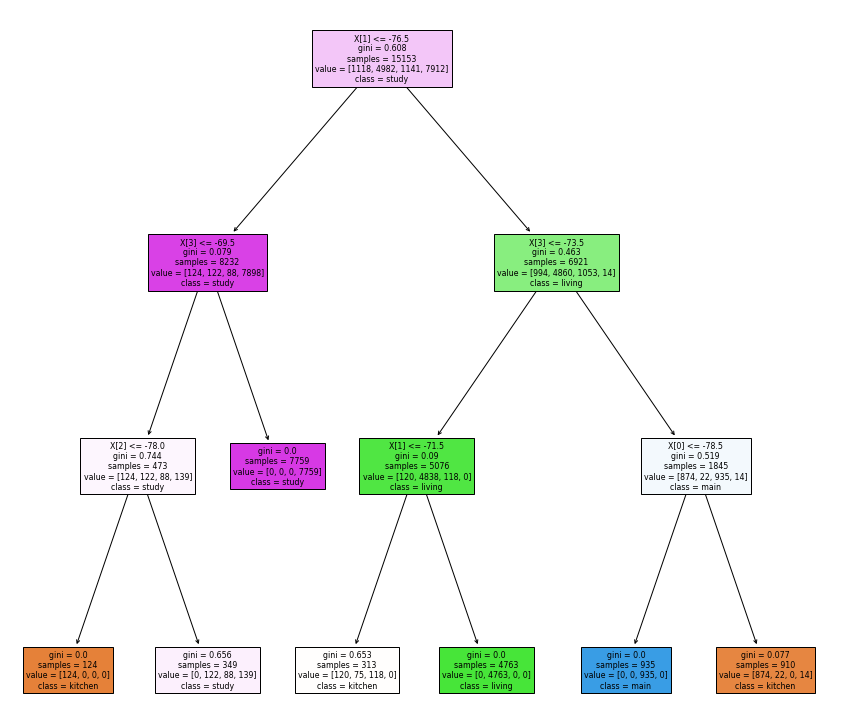 X[1] <= -76.5
gini = 0.608
samples = 15153
value = [1118, 4982, 1141, 7912]
class = study
X[3] <= -69.5
gini = 0.079
samples = 8232
value = [124, 122, 88, 7898]
class = study
X[3] <= -73.5
gini = 0.463
samples = 6921
value = [994, 4860, 1053, 14]
class = living
X[2] <= -78.0
gini = 0.744
samples = 473
value = [124, 122, 88, 139]
class = study
gini = 0.0
samples = 7759
value = [0, 0, 0, 7759]
class = study
X[1] <= -71.5
gini = 0.09
samples = 5076
value = [120, 4838, 118, 0]
class = living
X[0] <= -78.5
gini = 0.519
samples = 1845
value = [874, 22, 935, 14]
class = main
gini = 0.0
samples = 124
value = [124, 0, 0, 0]
class = kitchen
gini = 0.656
samples = 349
value = [0, 122, 88, 139]
class = study
gini = 0.653
samples = 313
value = [120, 75, 118, 0]
class = kitchen
gini = 0.0
samples = 4763
value = [0, 4763, 0, 0]
class = living
gini = 0.0
samples = 935
value = [0, 0, 935, 0]
class = main
gini = 0.077
samples = 910
value = [874, 22, 0, 14]
class = kitchen